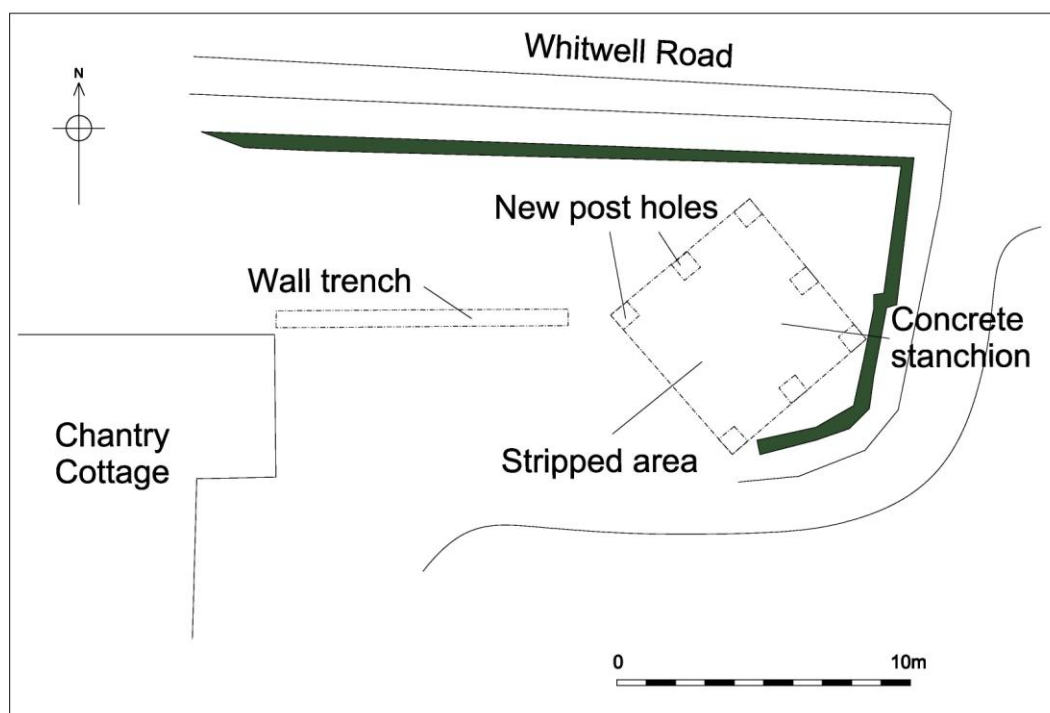 Whitwell Road
N
New post holes
Wall trench
Concrete
stanchion
Chantry
Cottage
Stripped area
0
10m